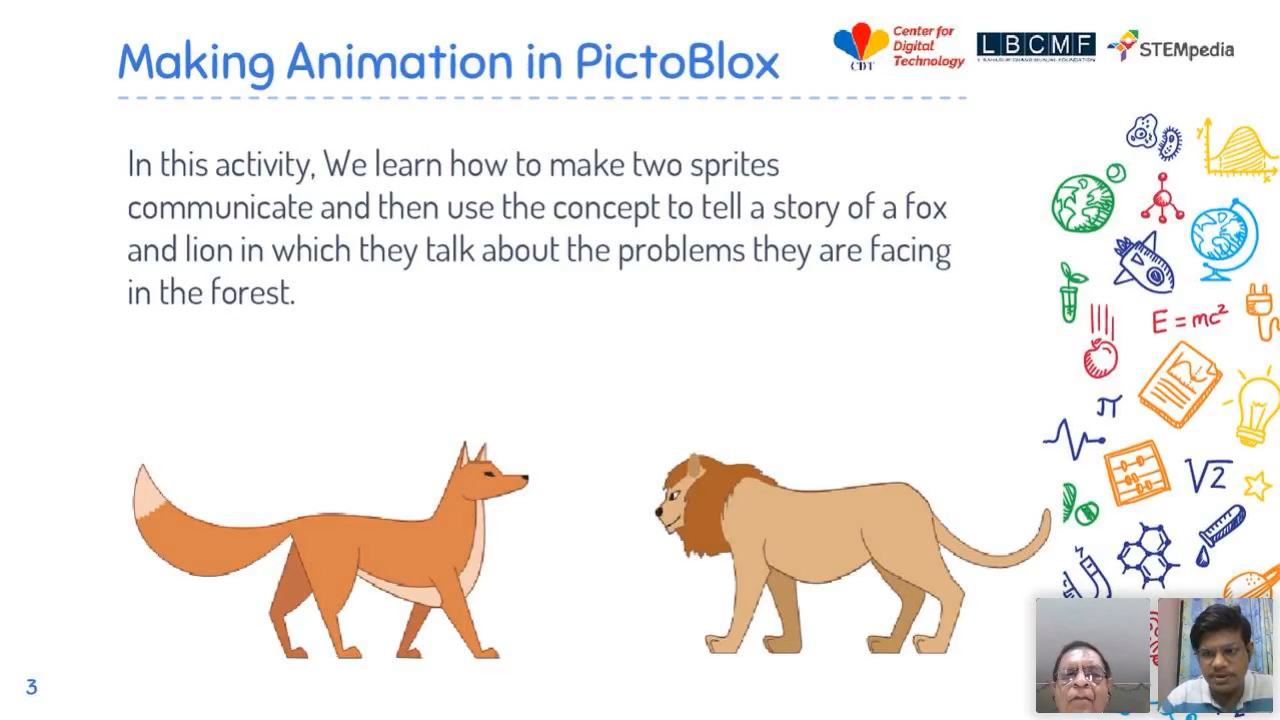 Making Animation in PictoBlox
CDT
Center for
Digital
Technology
LBCMF
STEMpedia
In this activity, We learn how to make two sprites
communicate and then use the concept to tell a story of a fox
and lion in which they talk about the problems they are facing
in the forest.
y
x
E = mc²
π
√2
3